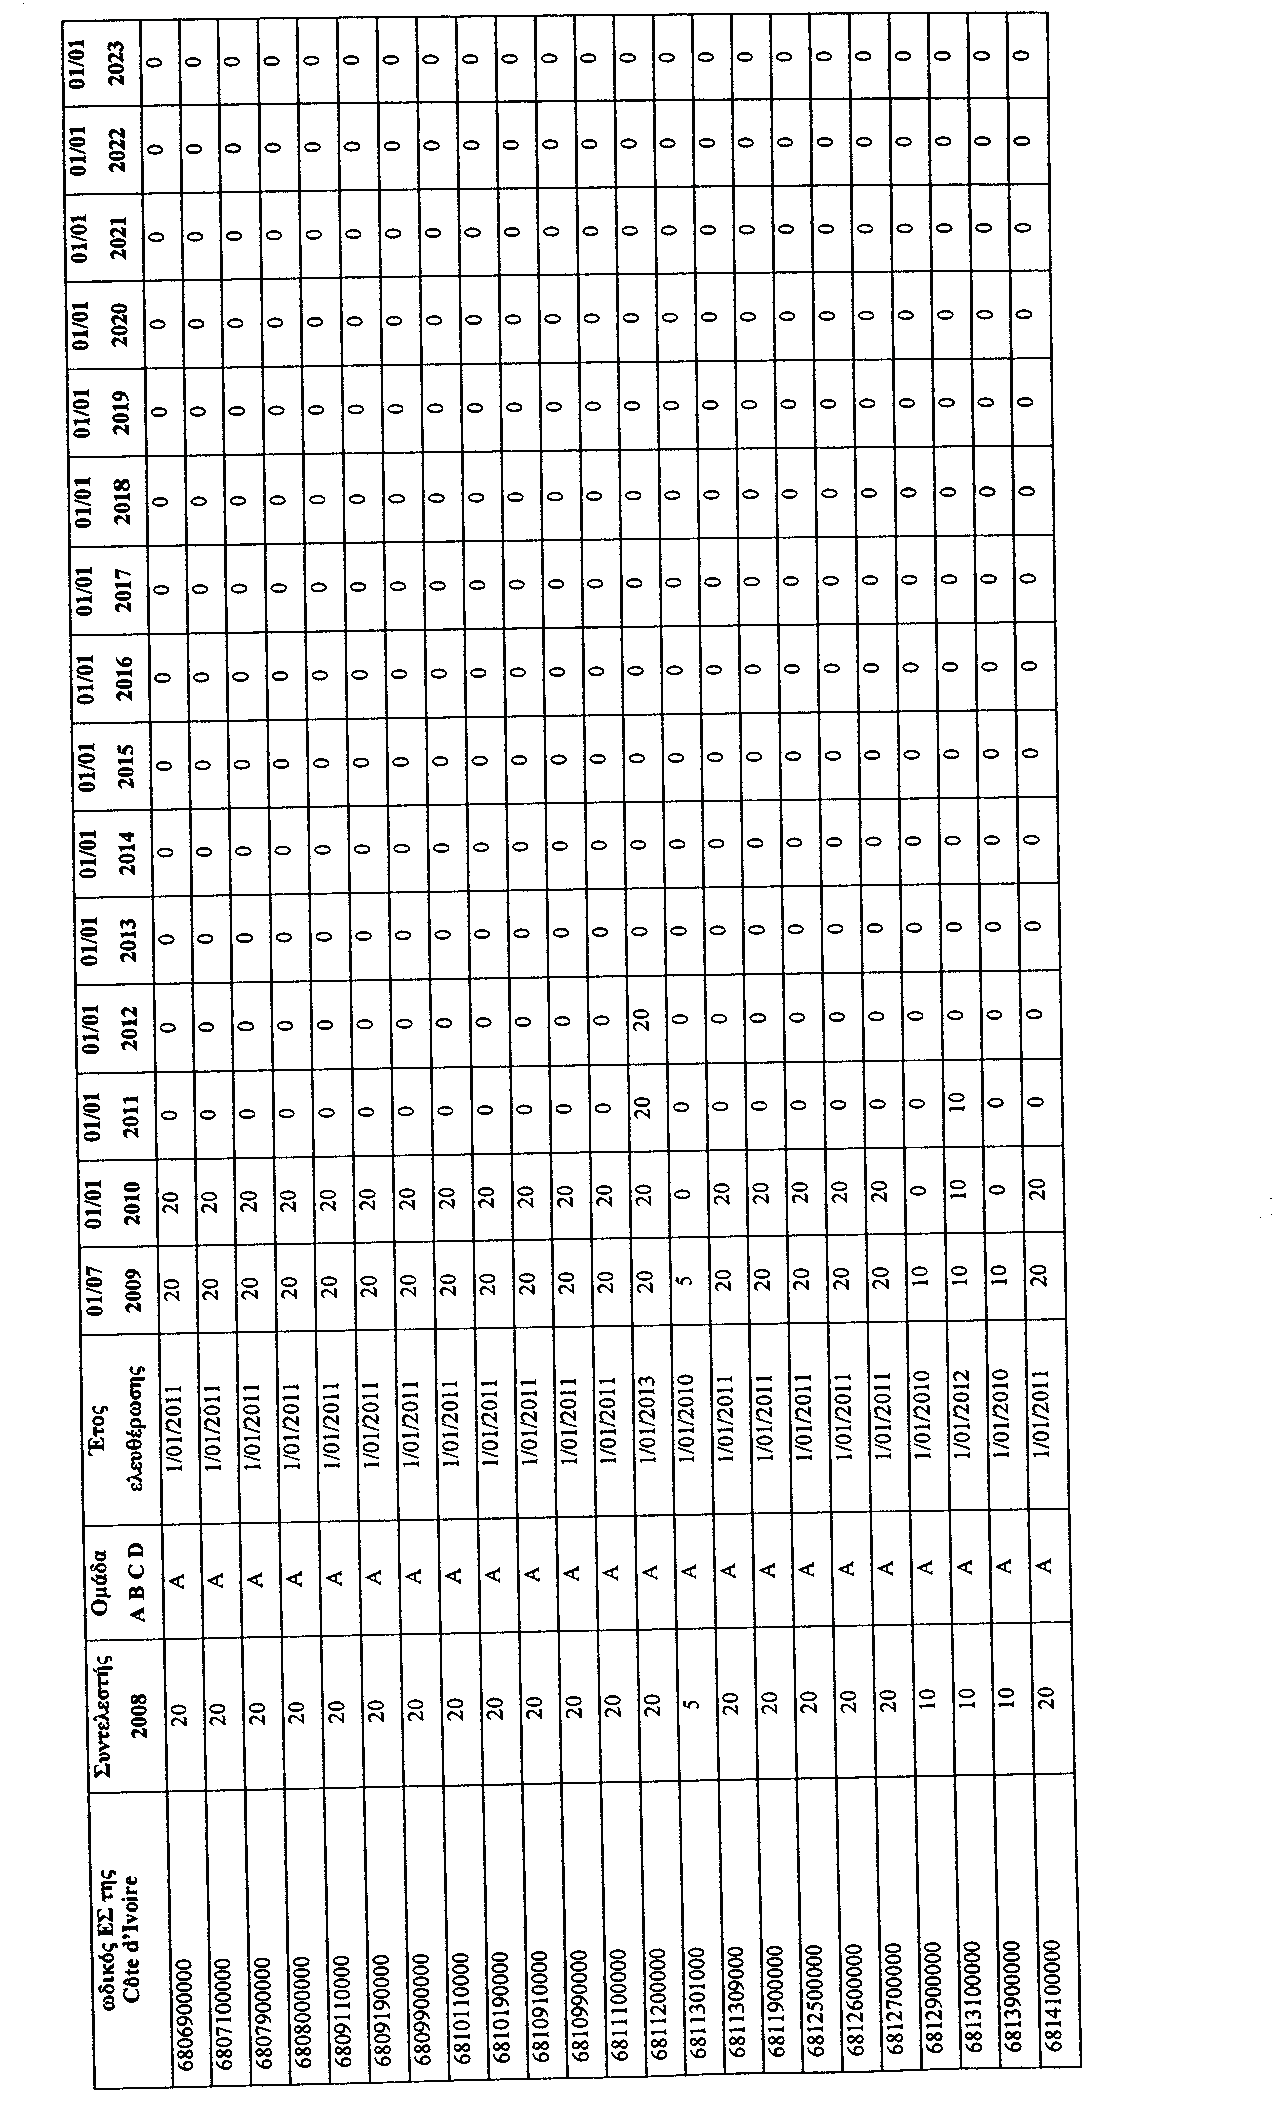 ωδικός ΕΣ της Côte d'Ivoire | Συντελεστής 2008 | Ομάδα A B C D | Έτος ελευθέρωσης | 01/07 2009 | 01/01 2010 | 01/01 2011 | 01/01 2012 | 01/01 2013 | 01/01 2014 | 01/01 2015 | 01/01 2016 | 01/01 2017 | 01/01 2018 | 01/01 2019 | 01/01 2020 | 01/01 2021 | 01/01 2022 | 01/01 2023
6806900000 20 A 1/01/2011 20 20 0 0 0 0 0 0 0 0 0 0 0 0 0
6807100000 20 A 1/01/2011 20 20 0 0 0 0 0 0 0 0 0 0 0 0 0
6807900000 20 A 1/01/2011 20 20 0 0 0 0 0 0 0 0 0 0 0 0 0
6808000000 20 A 1/01/2011 20 20 0 0 0 0 0 0 0 0 0 0 0 0 0
6809110000 20 A 1/01/2011 20 20 0 0 0 0 0 0 0 0 0 0 0 0 0
6809190000 20 A 1/01/2011 20 20 0 0 0 0 0 0 0 0 0 0 0 0 0
6809900000 20 A 1/01/2011 20 20 0 0 0 0 0 0 0 0 0 0 0 0 0
6810110000 20 A 1/01/2011 20 20 0 0 0 0 0 0 0 0 0 0 0 0 0
6810190000 20 A 1/01/2011 20 20 0 0 0 0 0 0 0 0 0 0 0 0 0
6810910000 20 A 1/01/2011 20 20 0 0 0 0 0 0 0 0 0 0 0 0 0
6810990000 20 A 1/01/2011 20 20 0 0 0 0 0 0 0 0 0 0 0 0 0
6811100000 20 A 1/01/2011 20 20 0 0 0 0 0 0 0 0 0 0 0 0 0
6811200000 20 A 1/01/2013 20 20 20 20 0 0 0 0 0 0 0 0 0 0 0
6811301000 5 A 1/01/2010 5 0 0 0 0 0 0 0 0 0 0 0 0 0 0
6811309000 20 A 1/01/2011 20 20 0 0 0 0 0 0 0 0 0 0 0 0 0
6811900000 20 A 1/01/2011 20 20 0 0 0 0 0 0 0 0 0 0 0 0 0
6812500000 20 A 1/01/2011 20 20 0 0 0 0 0 0 0 0 0 0 0 0 0
6812600000 20 A 1/01/2011 20 20 0 0 0 0 0 0 0 0 0 0 0 0 0
6812700000 20 A 1/01/2011 20 20 0 0 0 0 0 0 0 0 0 0 0 0 0
6812900000 10 A 1/01/2010 10 0 0 0 0 0 0 0 0 0 0 0 0 0 0
6813100000 10 A 1/01/2012 10 10 10 0 0 0 0 0 0 0 0 0 0 0 0
6813900000 10 A 1/01/2010 10 0 0 0 0 0 0 0 0 0 0 0 0 0 0
6814100000 20 A 1/01/2011 20 20 0 0 0 0 0 0 0 0 0 0 0 0 0